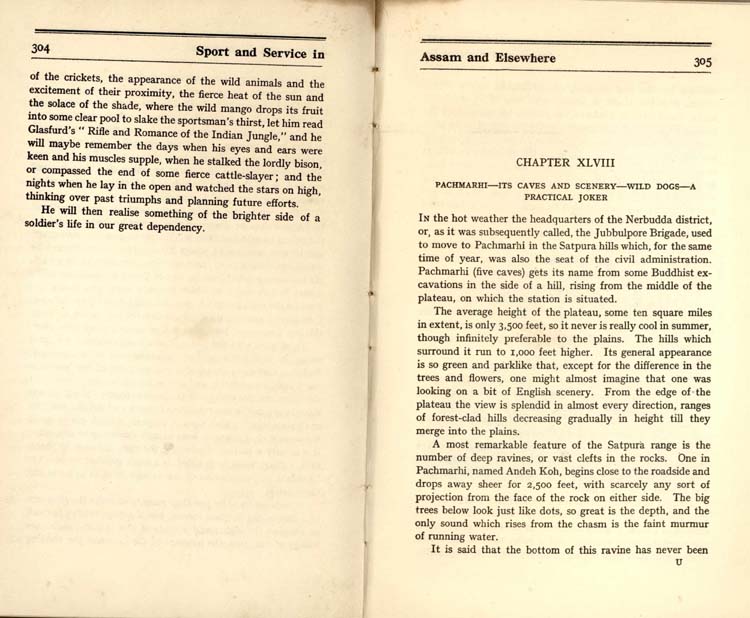 304
Sport and Service in
of the crickets, the appearance of the wild animals and the
excitement of their proximity, the fierce heat of the sun and
the solace of the shade, where the wild mango drops its fruit
into some clear pool to slake the sportsman's thirst, let him read
Glasfurd's " Rifle and Romance of the Indian Jungle," and he
will maybe remember the days when his eyes and ears were
keen and his muscles supple, when he stalked the lordly bison,
or compassed the end of some fierce cattle-slayer; and the
nights when he lay in the open and watched the stars on high,
thinking over past triumphs and planning future efforts.
He will then realise something of the brighter side of a
soldier's life in our great dependency.
Assam and Elsewhere
305
CHAPTER XLVIII
PACHMARHI—ITS CAVES AND SCENERY—WILD DOGS—A
PRACTICAL JOKER
IN the hot weather the headquarters of the Nerbudda district,
or, as it was subsequently called, the Jubbulpore Brigade, used
to move to Pachmarhi in the Satpura hills which, for the same
time of year, was also the seat of the civil administration.
Pachmarhi (five caves) gets its name from some Buddhist ex-
cavations in the side of a hill, rising from the middle of the
plateau, on which the station is situated.
The average height of the plateau, some ten square miles
in extent, is only 3,500 feet, so it never is really cool in summer,
though infinitely preferable to the plains. The hills which
surround it run to 1,000 feet higher. Its general appearance
is so green and parklike that, except for the difference in the
trees and flowers, one might almost imagine that one was
looking on a bit of English scenery. From the edge of the
plateau the view is splendid in almost every direction, ranges
of forest-clad hills decreasing gradually in height till they
merge into the plains.
A most remarkable feature of the Satpura range is the
number of deep ravines, or vast clefts in the rocks. One in
Pachmarhi, named Andeh Koh, begins close to the roadside and
drops away sheer for 2,500 feet, with scarcely any sort of
projection from the face of the rock on either side. The big
trees below look just like dots, so great is the depth, and the
only sound which rises from the chasm is the faint murmur
of running water.
It is said that the bottom of this ravine has never been
U